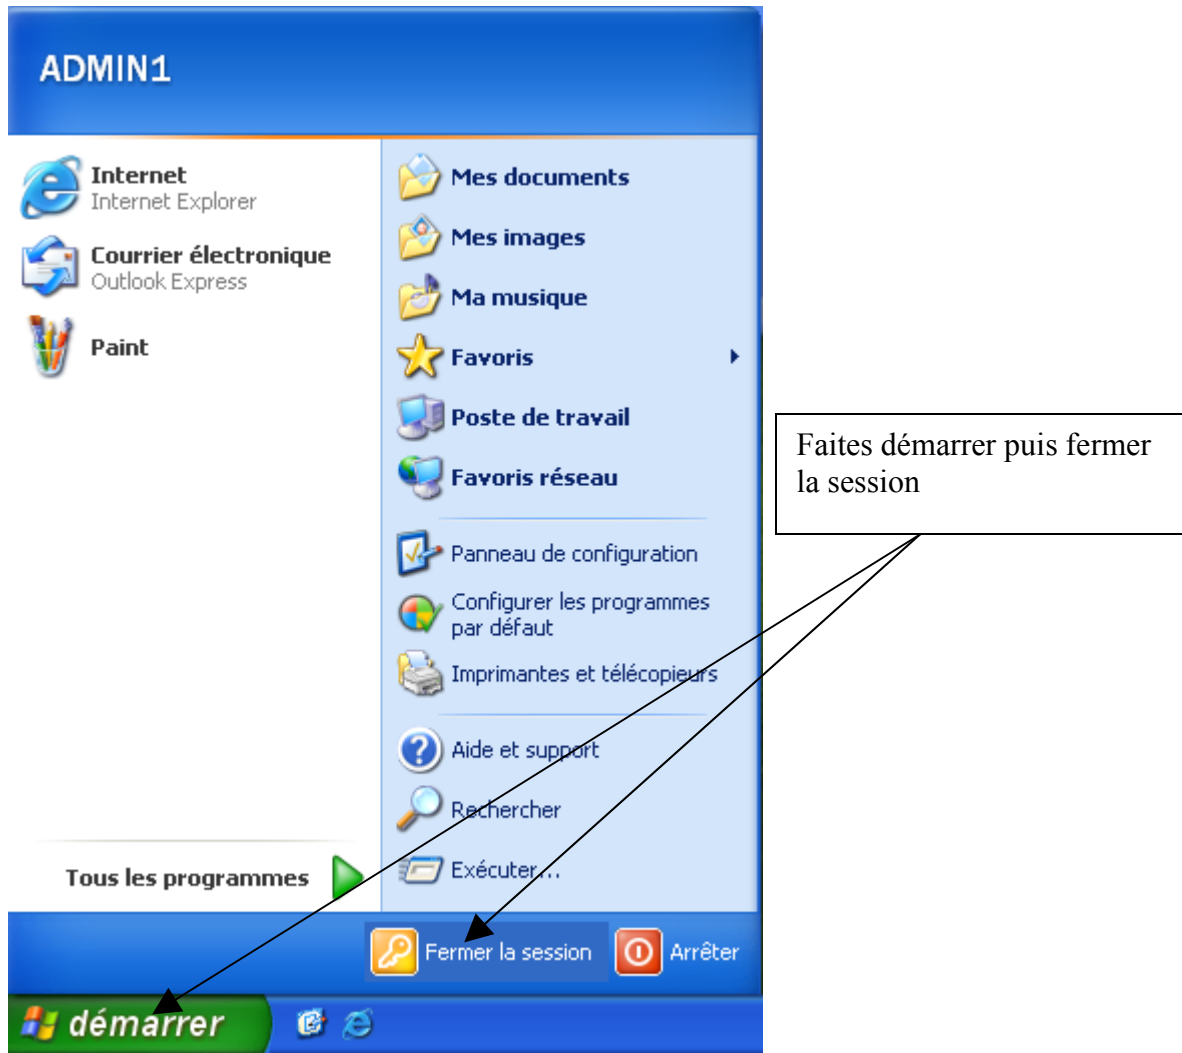 ADMIN1
Internet
Internet Explorer
Courrier électronique
Outlook Express
Paint
Tous les programmes
Mes documents
Mes images
Ma musique
Favoris
Poste de travail
Favoris réseau
Panneau de configuration
Configurer les programmes
par défaut
Imprimantes et télécopieurs
Aide et support
Rechercher
Exécuter...
Fermer la session
Arrêter
démarrer
Faites démarrer puis fermer
la session